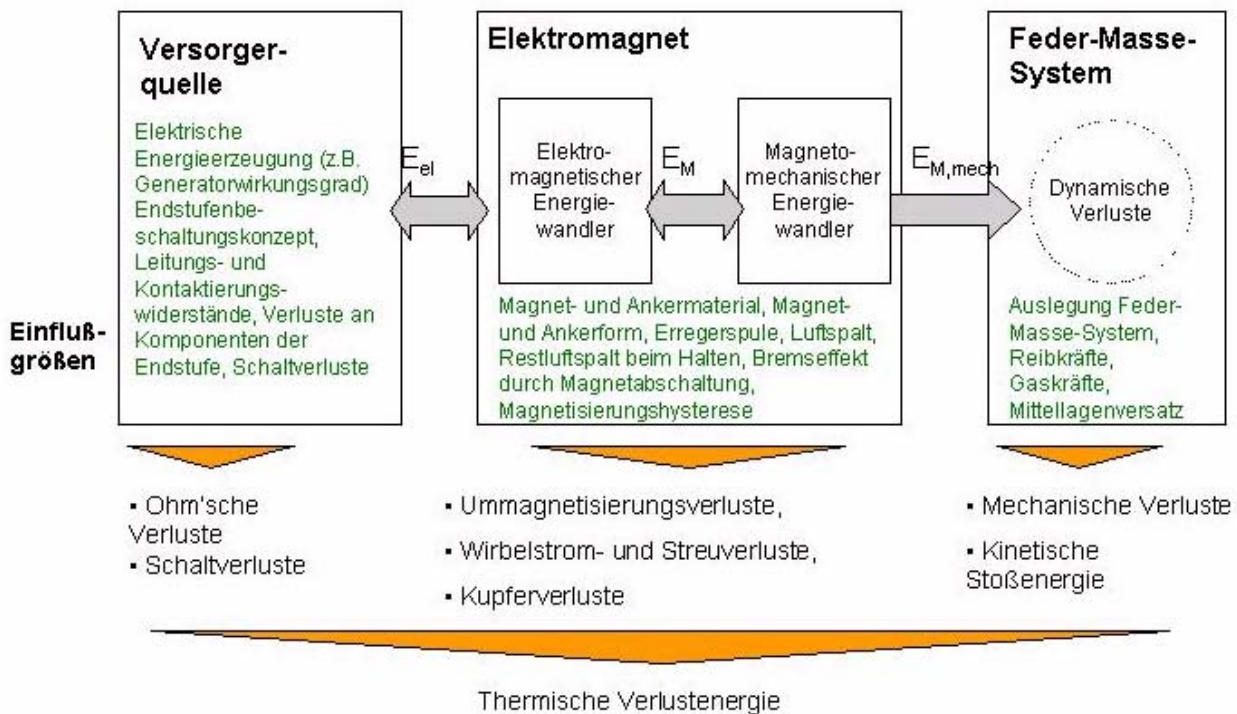 Versorger-
quelle
Elektrische
Energieerzeugung (z.B.
Generatorwirkungsgrad)
Endstufenbe-
schaltungskonzept,
Leitungs- und
Kontaktierungs-
widerstände, Verluste an
Komponenten der
Endstufe, Schaltverluste
Einfluß-
größen
E_el
Elektromagnet
Elektro-
magnetischer
Energie-
wandler
E_M
Magneto-
mechanischer
Energie-
wandler
Magnet- und Ankermaterial, Magnet-
und Ankerform, Erregerspule, Luftspalt,
Restluftspalt beim Halten, Bremseffekt
durch Magnetabschaltung,
Magnetisierungshysterese
E_M,mech
Feder-Masse-
System
Dynamische
Verluste
Auslegung Feder-
Masse-System,
Reibkräfte,
Gaskräfte,
Mittellagenversatz
▪ Ohm'sche
Verluste
▪ Schaltverluste
▪ Ummagnetisierungsverluste,
▪ Wirbelstrom- und Streuverluste,
▪ Kupferverluste
▪ Mechanische Verluste
▪ Kinetische
Stoßenergie
Thermische Verlustenergie